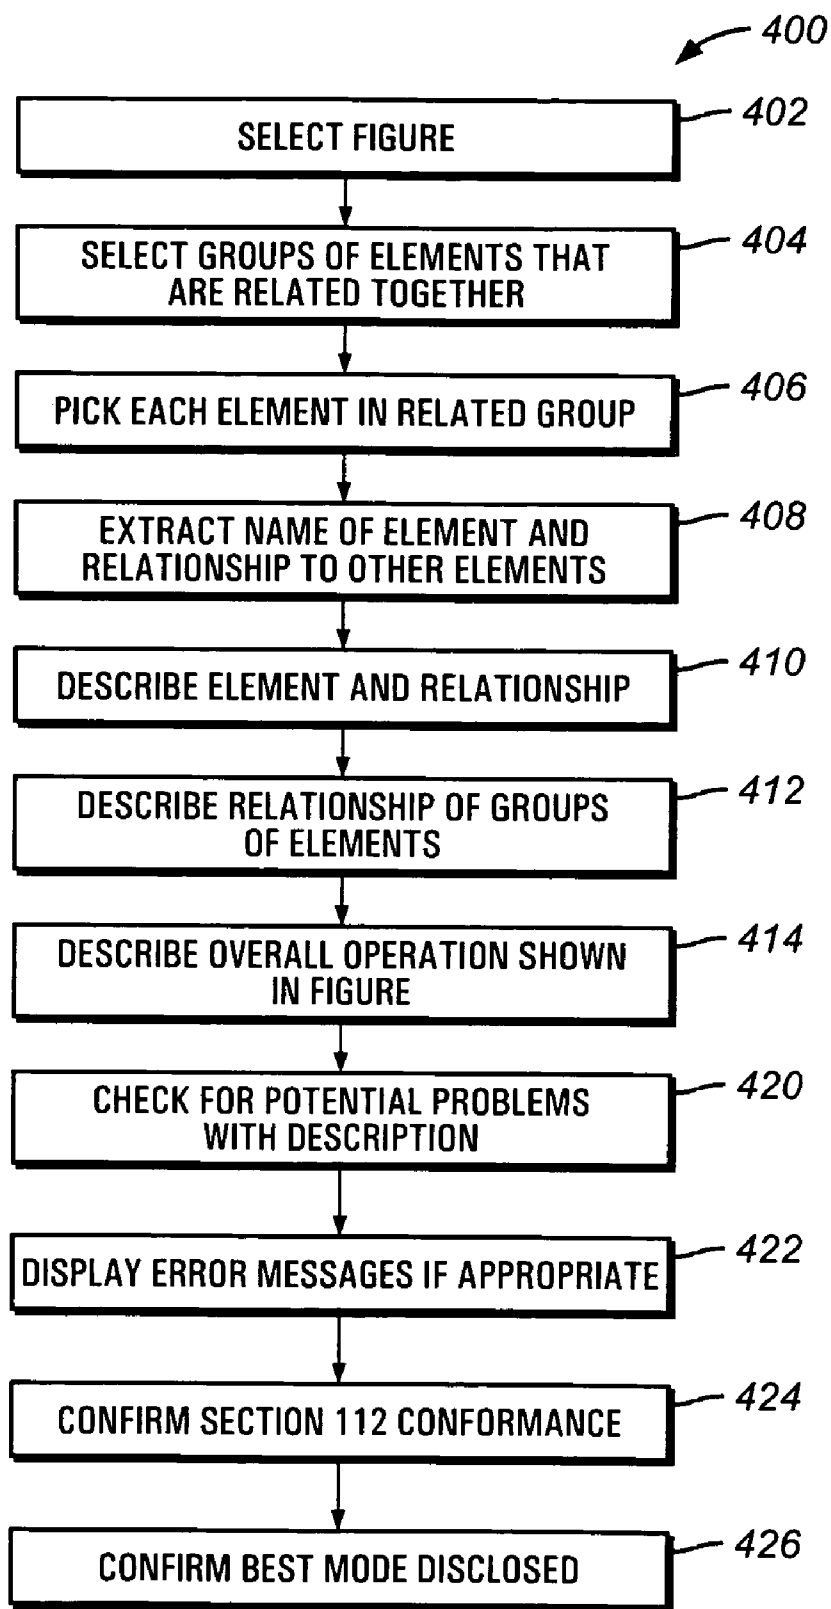 400
402
SELECT FIGURE
404
SELECT GROUPS OF ELEMENTS THAT
ARE RELATED TOGETHER
406
PICK EACH ELEMENT IN RELATED GROUP
408
EXTRACT NAME OF ELEMENT AND
RELATIONSHIP TO OTHER ELEMENTS
410
DESCRIBE ELEMENT AND RELATIONSHIP
412
DESCRIBE RELATIONSHIP OF GROUPS
OF ELEMENTS
414
DESCRIBE OVERALL OPERATION SHOWN
IN FIGURE
420
CHECK FOR POTENTIAL PROBLEMS
WITH DESCRIPTION
422
DISPLAY ERROR MESSAGES IF APPROPRIATE
424
CONFIRM SECTION 112 CONFORMANCE
426
CONFIRM BEST MODE DISCLOSED